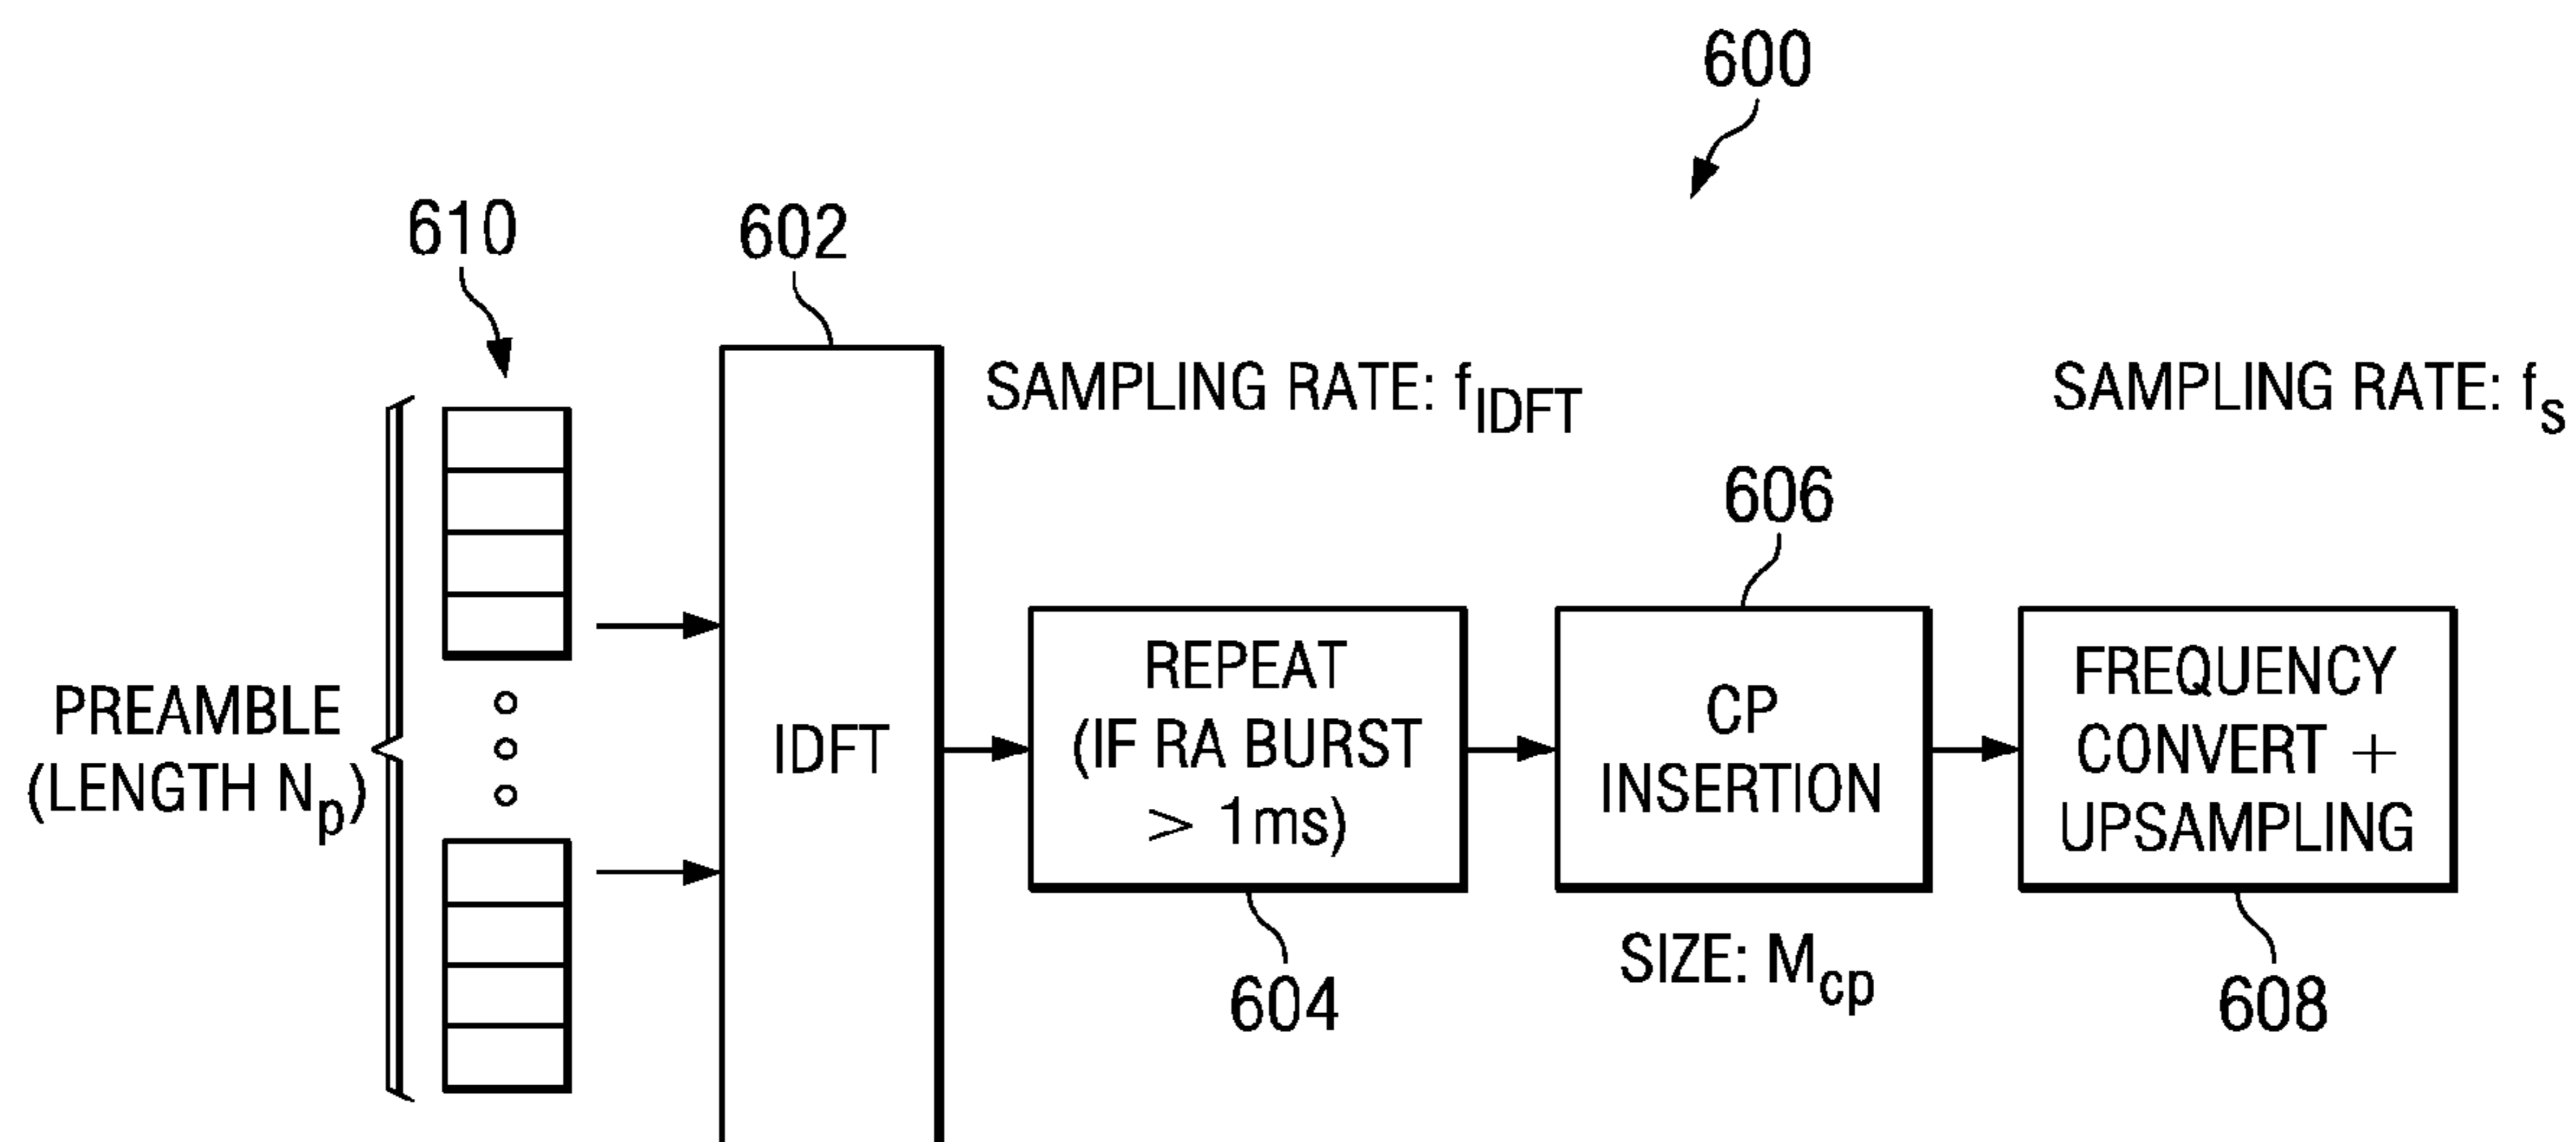 600
610
602
SAMPLING RATE: fIDFT
SAMPLING RATE: fs
606
PREAMBLE
(LENGTH Np)
IDFT
REPEAT
(IF RA BURST
> 1ms)
CP
INSERTION
FREQUENCY
CONVERT +
UPSAMPLING
SIZE: Mcp
604
608